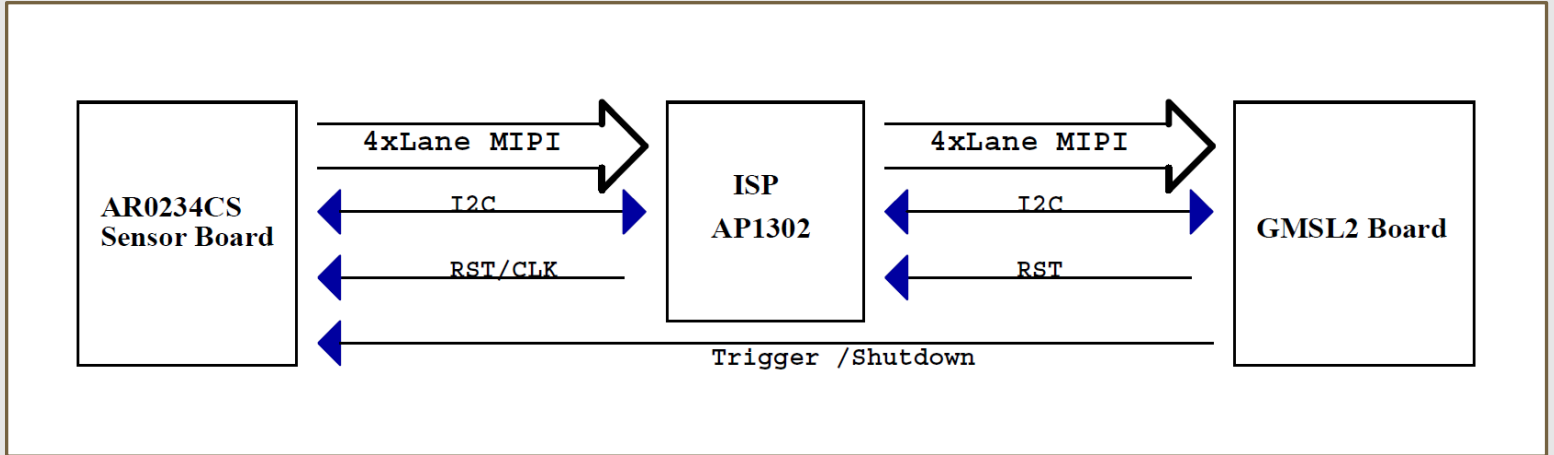 4xLane MIPI
4xLane MIPI
AR0234CS
Sensor Board
I2C
RST/CLK
ISP
AP1302
I2C
RST
GMSL2 Board
Trigger /Shutdown